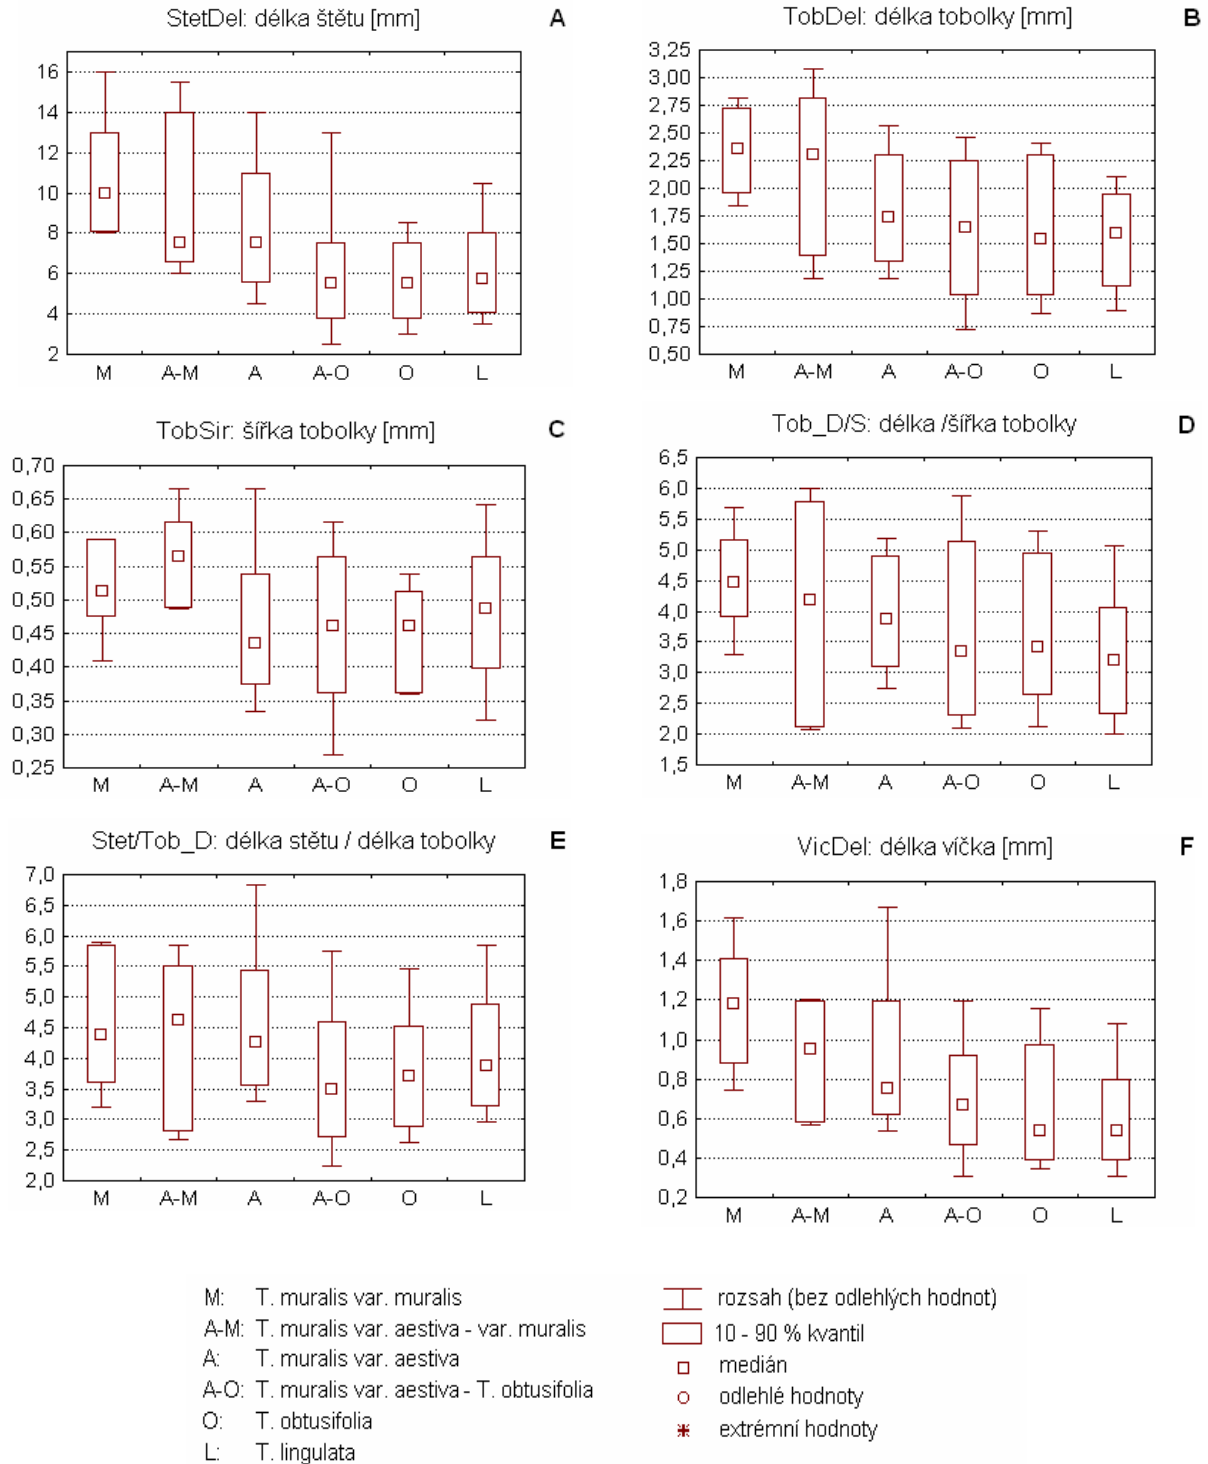 StetDel: délka štětu [mm]
A
16
14
12
10
8
6
4
2
M A-M A A-O O L
TobDel: délka tobolky [mm]
B
3,25
3,00
2,75
2,50
2,25
2,00
1,75
1,50
1,25
1,00
0,75
0,50
M A-M A A-O O L
TobSir: šířka tobolky [mm]
C
0,70
0,65
0,60
0,55
0,50
0,45
0,40
0,35
0,30
0,25
M A-M A A-O O L
Tob_D/S: délka /šířka tobolky
D
6,5
6,0
5,5
5,0
4,5
4,0
3,5
3,0
2,5
2,0
1,5
M A-M A A-O O L
Stet/Tob_D: délka stětu / délka tobolky
E
7,0
6,5
6,0
5,5
5,0
4,5
4,0
3,5
3,0
2,5
2,0
M A-M A A-O O L
VicDel: délka víčka [mm]
F
1,8
1,6
1,4
1,2
1,0
0,8
0,6
0,4
0,2
M A-M A A-O O L
M: T. muralis var. muralis
A-M: T. muralis var. aestiva - var. muralis
A: T. muralis var. aestiva
A-O: T. muralis var. aestiva - T. obtusifolia
O: T. obtusifolia
L: T. lingulata
rozsah (bez odlehlých hodnot)
10 - 90 % kvantil
medián
odlehlé hodnoty
extrémní hodnoty